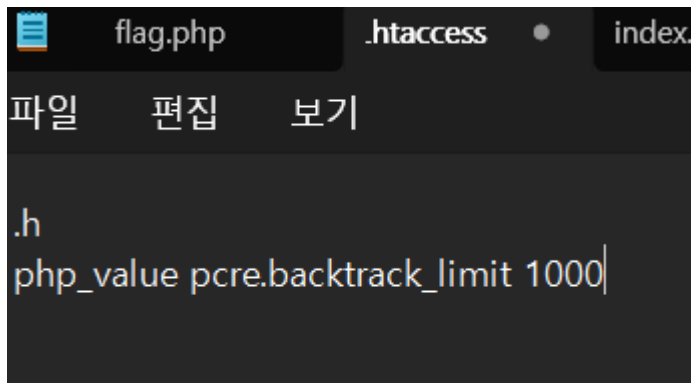 flag.php .htaccess index.
파일 편집 보기
.h
php_value pcre.backtrack_limit 1000